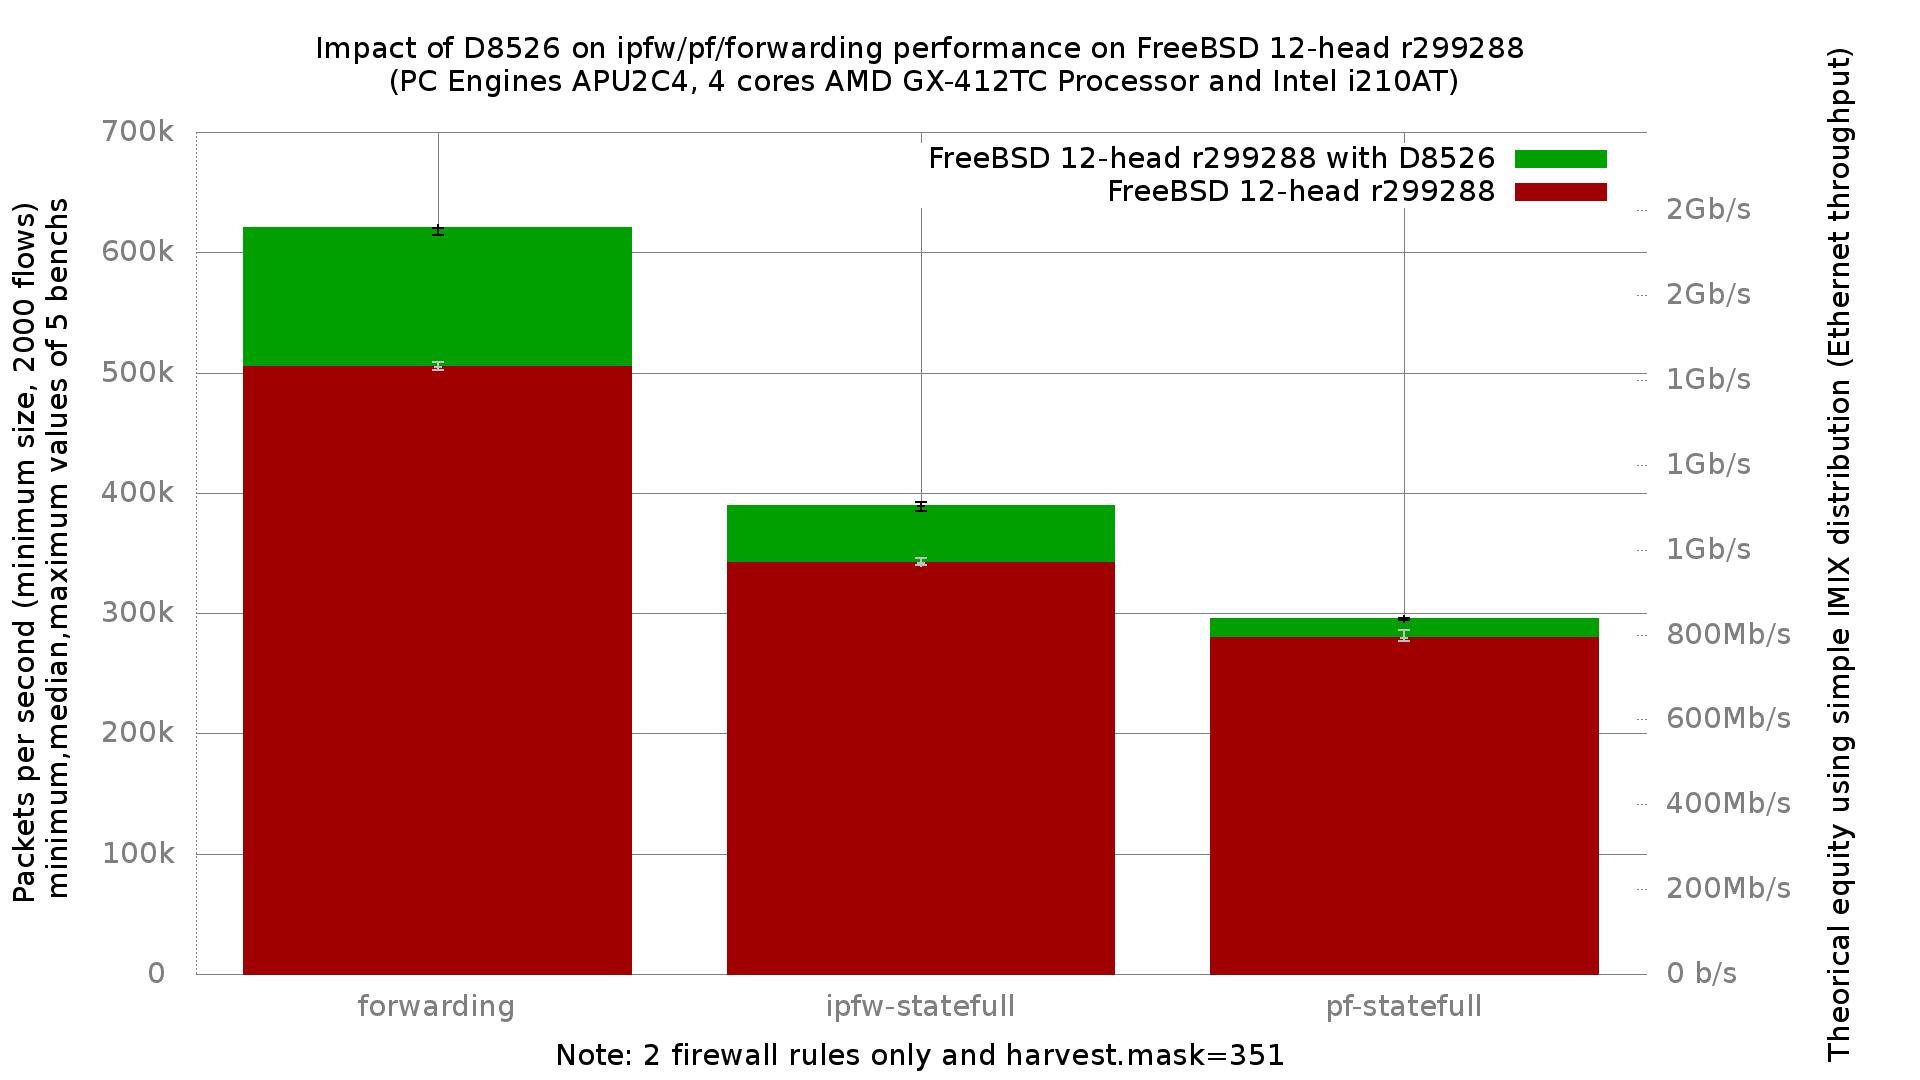 Impact of D8526 on ipfw/pf/forwarding performance on FreeBSD 12-head r299288
(PC Engines APU2C4, 4 cores AMD GX-412TC Processor and Intel i210AT)
Packets per second (minimum size, 2000 flows)
minimum,median,maximum values of 5 benchs
700k
600k
500k
400k
300k
200k
100k
0
FreeBSD 12-head r299288 with D8526
FreeBSD 12-head r299288
2Gb/s
2Gb/s
1Gb/s
1Gb/s
1Gb/s
800Mb/s
600Mb/s
400Mb/s
200Mb/s
0 b/s
Theorical equity using simple IMIX distribution (Ethernet throughput)
forwarding
ipfw-statefull
pf-statefull
Note: 2 firewall rules only and harvest.mask=351